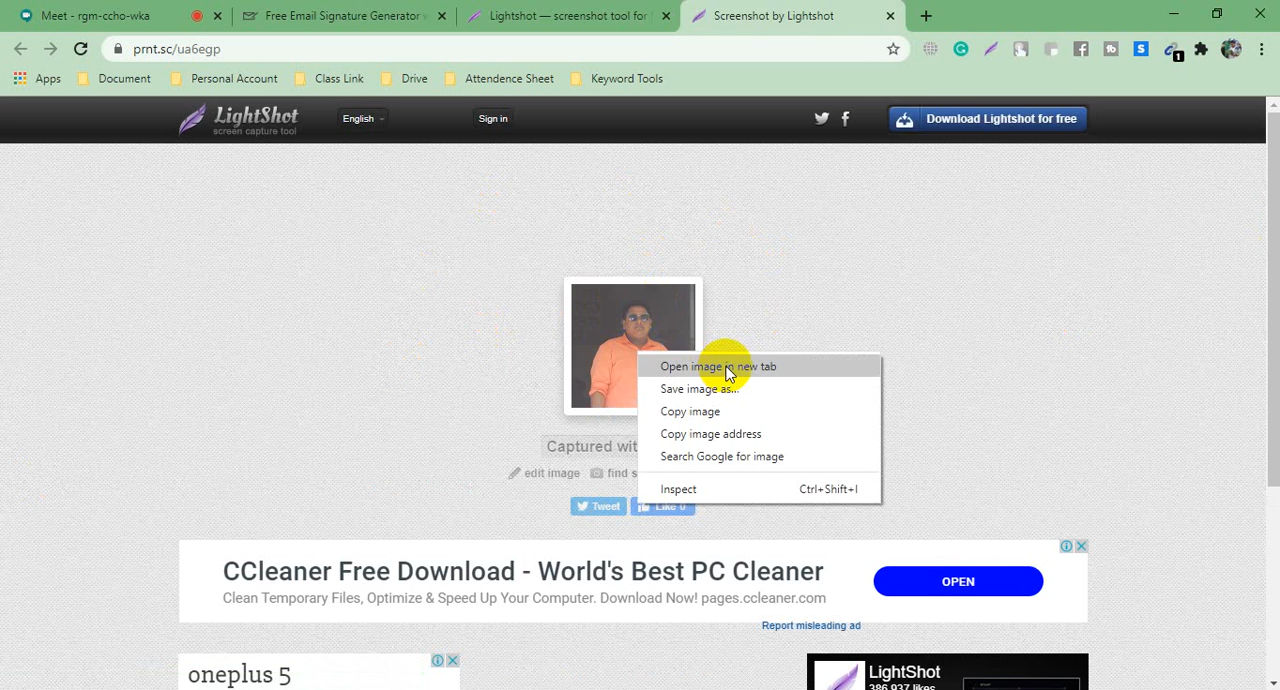 Meet - rgm-ccho-wka
Free Email Signature Generator
Lightshot — screenshot tool for
Screenshot by Lightshot
prnt.sc/ua6egp
1
Apps
Document
Personal Account
Class Link
Drive
Attendence Sheet
Keyword Tools
LightShot
screen capture tool
English
Sign in
Download Lightshot for free
Open image in new tab
Save image as...
Copy image
Copy image address
Search Google for image
Inspect Ctrl+Shift+I
Captured wit
edit image
find s
Tweet
Like 0
CCleaner Free Download - World's Best PC Cleaner
Clean Temporary Files, Optimize & Speed Up Your Computer. Download Now! pages.ccleaner.com
OPEN
Report misleading ad
oneplus 5
LightShot
386,937 likes